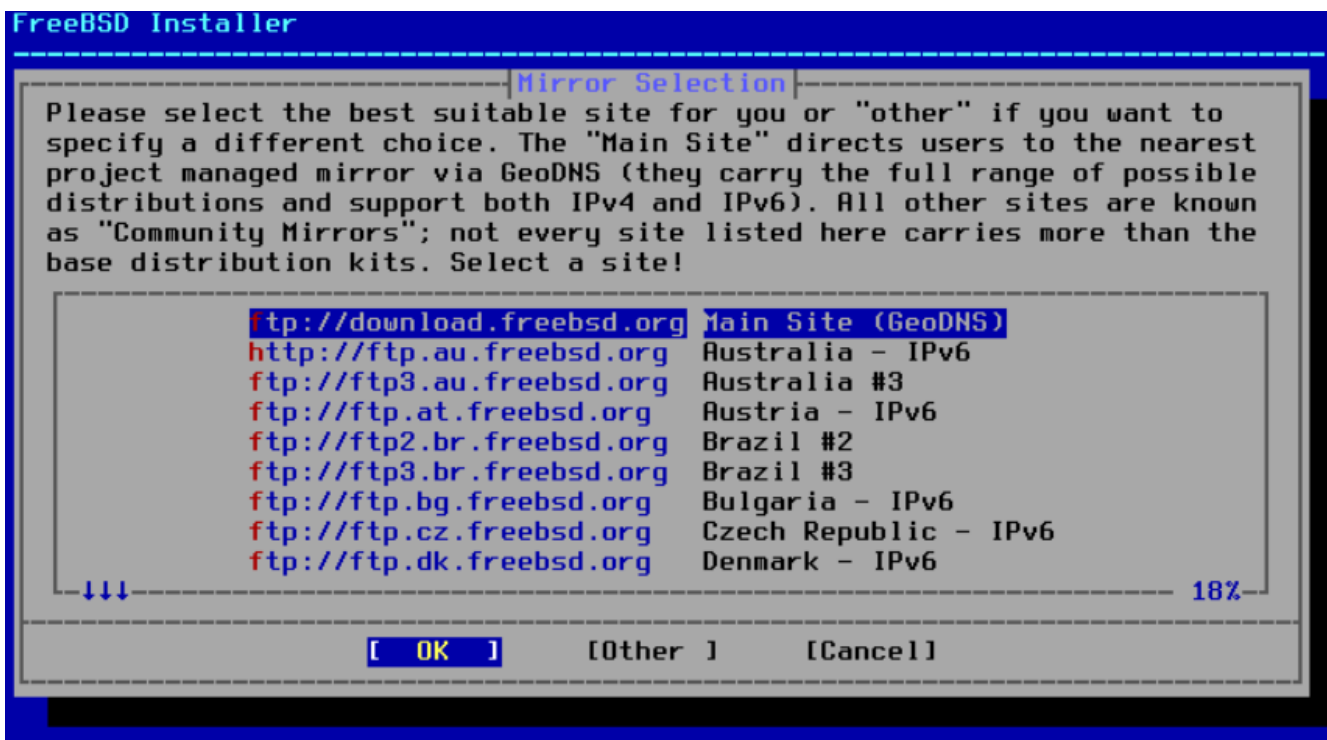 FreeBSD Installer
Mirror Selection
Please select the best suitable site for you or "other" if you want to
specify a different choice. The "Main Site" directs users to the nearest
project managed mirror via GeoDNS (they carry the full range of possible
distributions and support both IPv4 and IPv6). All other sites are known
as "Community Mirrors"; not every site listed here carries more than the
base distribution kits. Select a site!
ftp://download.freebsd.org Main Site (GeoDNS)
http://ftp.au.freebsd.org Australia - IPv6
ftp://ftp3.au.freebsd.org Australia #3
ftp://ftp.at.freebsd.org Austria - IPv6
ftp://ftp2.br.freebsd.org Brazil #2
ftp://ftp3.br.freebsd.org Brazil #3
ftp://ftp.bg.freebsd.org Bulgaria - IPv6
ftp://ftp.cz.freebsd.org Czech Republic - IPv6
ftp://ftp.dk.freebsd.org Denmark - IPv6
↓↓↓ 18%
[ OK ] [Other ] [Cancel]